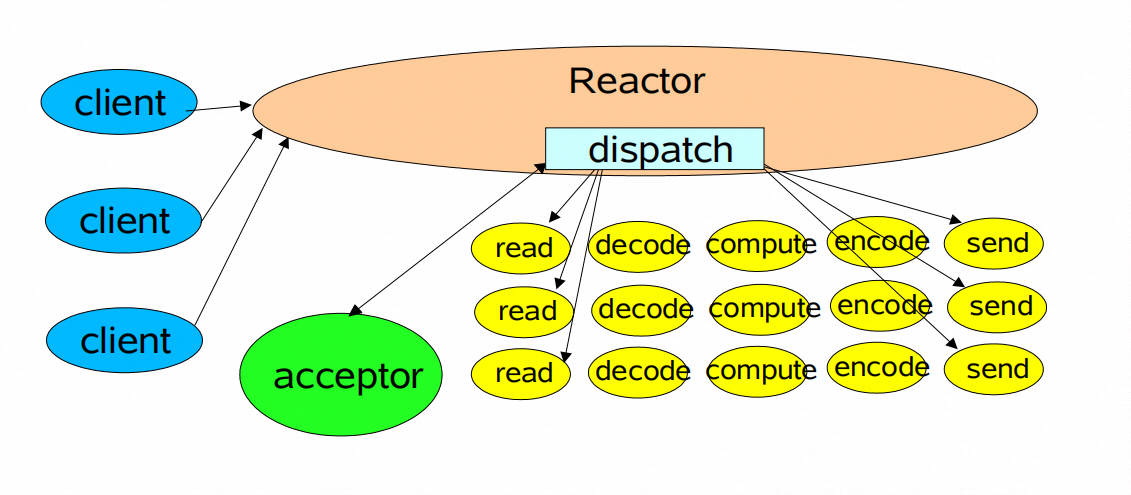 Reactor
dispatch
client
client
client
acceptor
read decode compute encode send
read decode compute encode send
read decode compute encode send